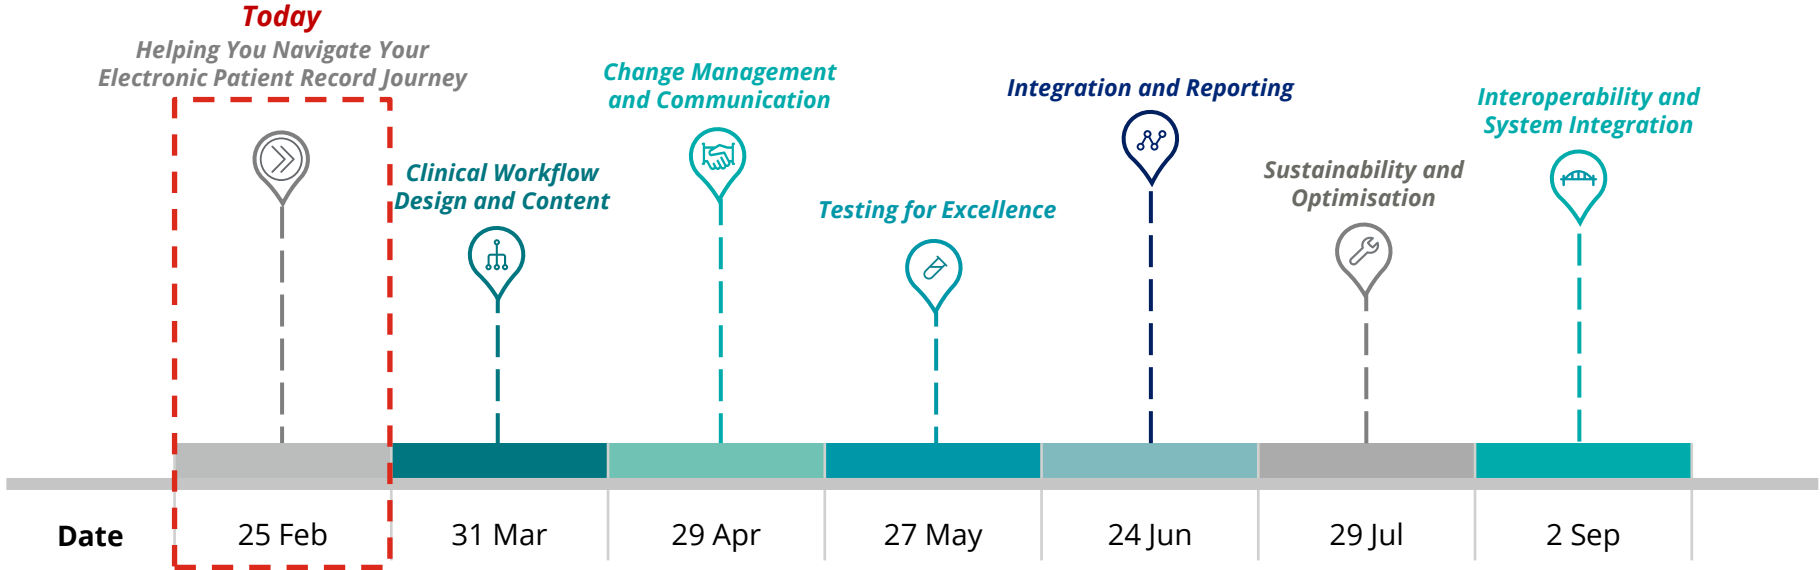 Today
Helping You Navigate Your
Electronic Patient Record Journey
Clinical Workflow
Design and Content
Change Management
and Communication
Testing for Excellence
Integration and Reporting
Sustainability and
Optimisation
Interoperability and
System Integration
Date
25 Feb
31 Mar
29 Apr
27 May
24 Jun
29 Jul
2 Sep